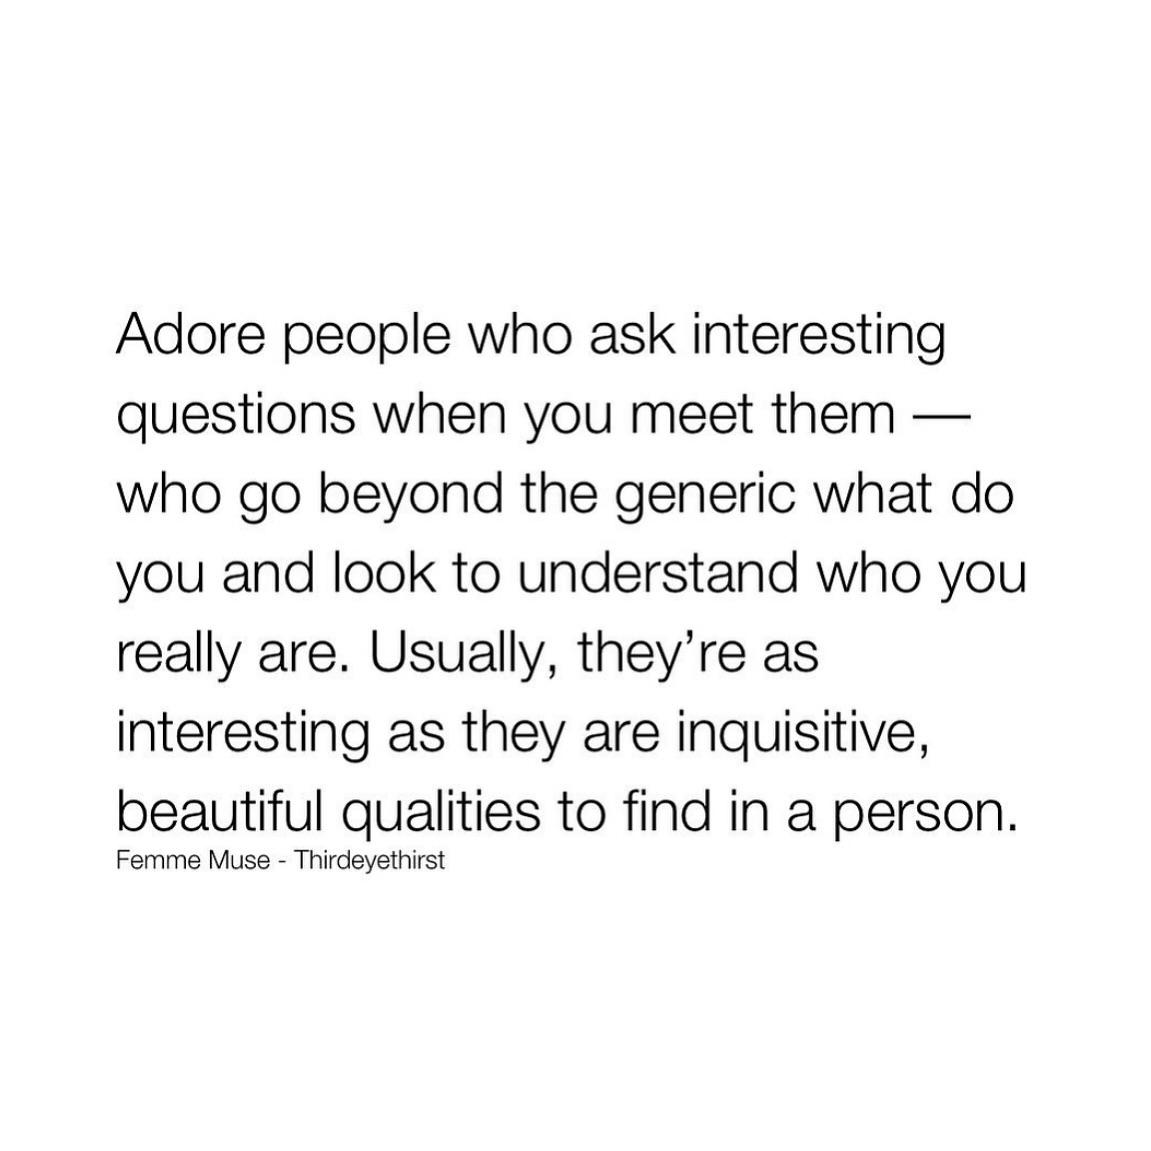 Adore people who ask interesting
questions when you meet them —
who go beyond the generic what do
you and look to understand who you
really are. Usually, they’re as
interesting as they are inquisitive,
beautiful qualities to find in a person.
Femme Muse - Thirdeyethirst